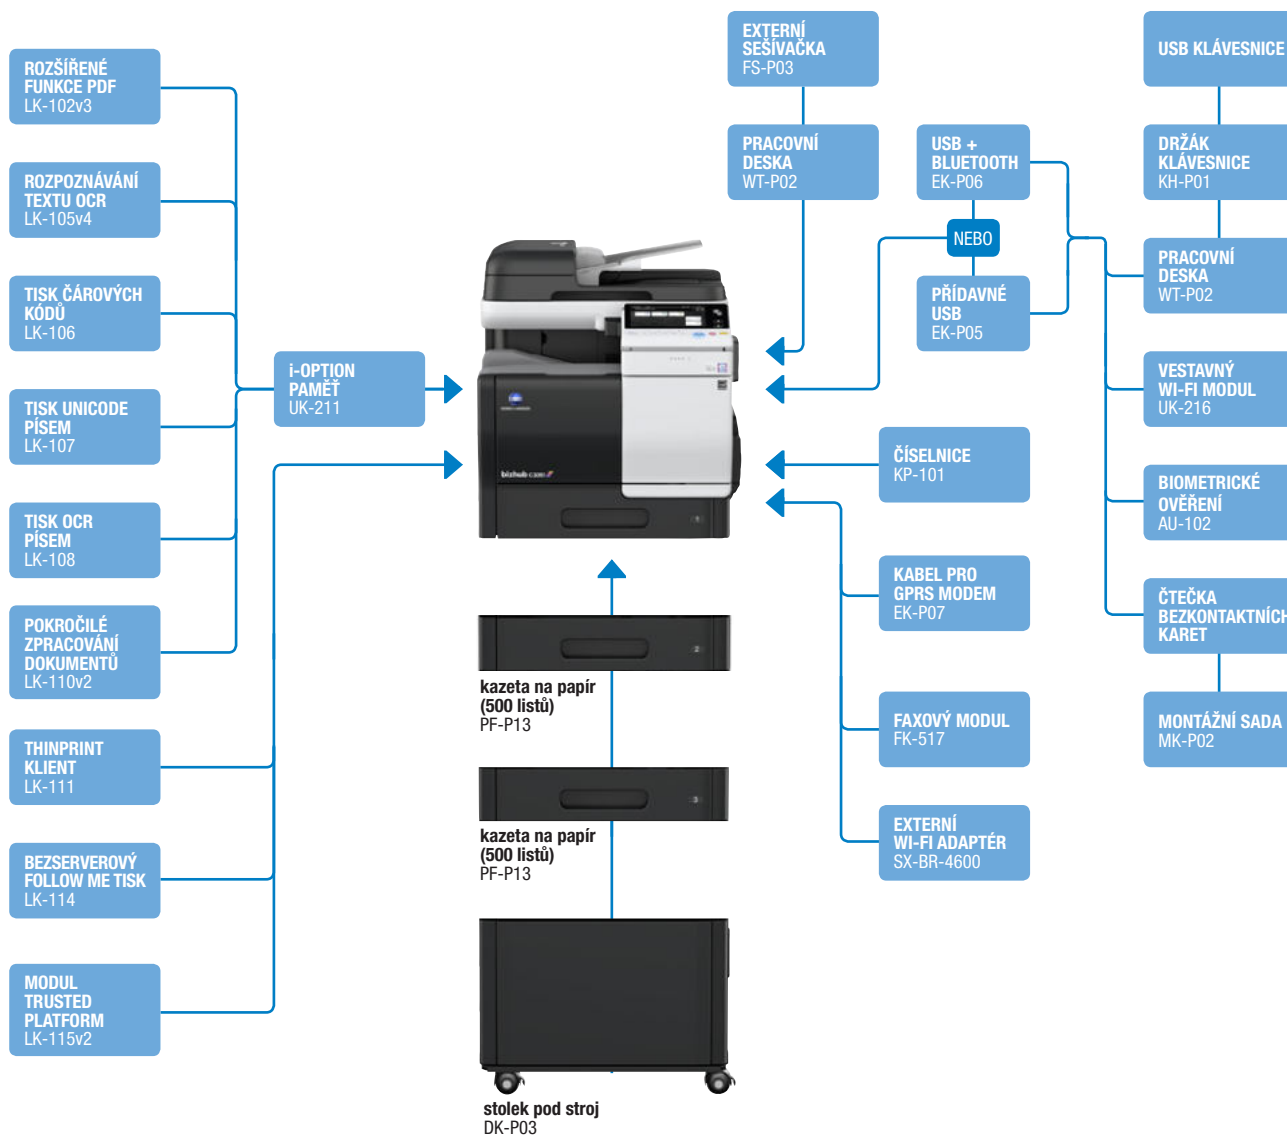 ROZŠÍŘENÉ
FUNKCE PDF
LK-102v3
ROZPOZNÁVÁNÍ
TEXTU OCR
LK-105v4
TISK ČÁROVÝCH
KÓDŮ
LK-106
TISK UNICODE
PÍSEM
LK-107
TISK OCR
PÍSEM
LK-108
POKROČILÉ
ZPRACOVÁNÍ
DOKUMENTŮ
LK-110v2
THINPRINT
KLIENT
LK-111
BEZSERVEROVÝ
FOLLOW ME TISK
LK-114
MODUL
TRUSTED
PLATFORM
LK-115v2
i-OPTION
PAMĚŤ
UK-211
bizhub
1
2
kazeta na papír
(500 listů)
PF-P13
3
kazeta na papír
(500 listů)
PF-P13
stolek pod stroj
DK-P03
EXTERNÍ
SEŠÍVAČKA
FS-P03
PRACOVNÍ
DESKA
WT-P02
USB +
BLUETOOTH
EK-P06
NEBO
PŘÍDAVNÉ
USB
EK-P05
ČÍSELNICE
KP-101
KABEL PRO
GPRS MODEM
EK-P07
FAXOVÝ MODUL
FK-517
EXTERNÍ
WI-FI ADAPTÉR
SX-BR-4600
USB KLÁVESNICE
DRŽÁK
KLÁVESNICE
KH-P01
PRACOVNÍ
DESKA
WT-P02
VESTAVNÝ
WI-FI MODUL
UK-216
BIOMETRICKÉ
OVĚŘENÍ
AU-102
ČTEČKA
BEZKONTAKTNÍCH
KARET
MONTÁŽNÍ SADA
MK-P02